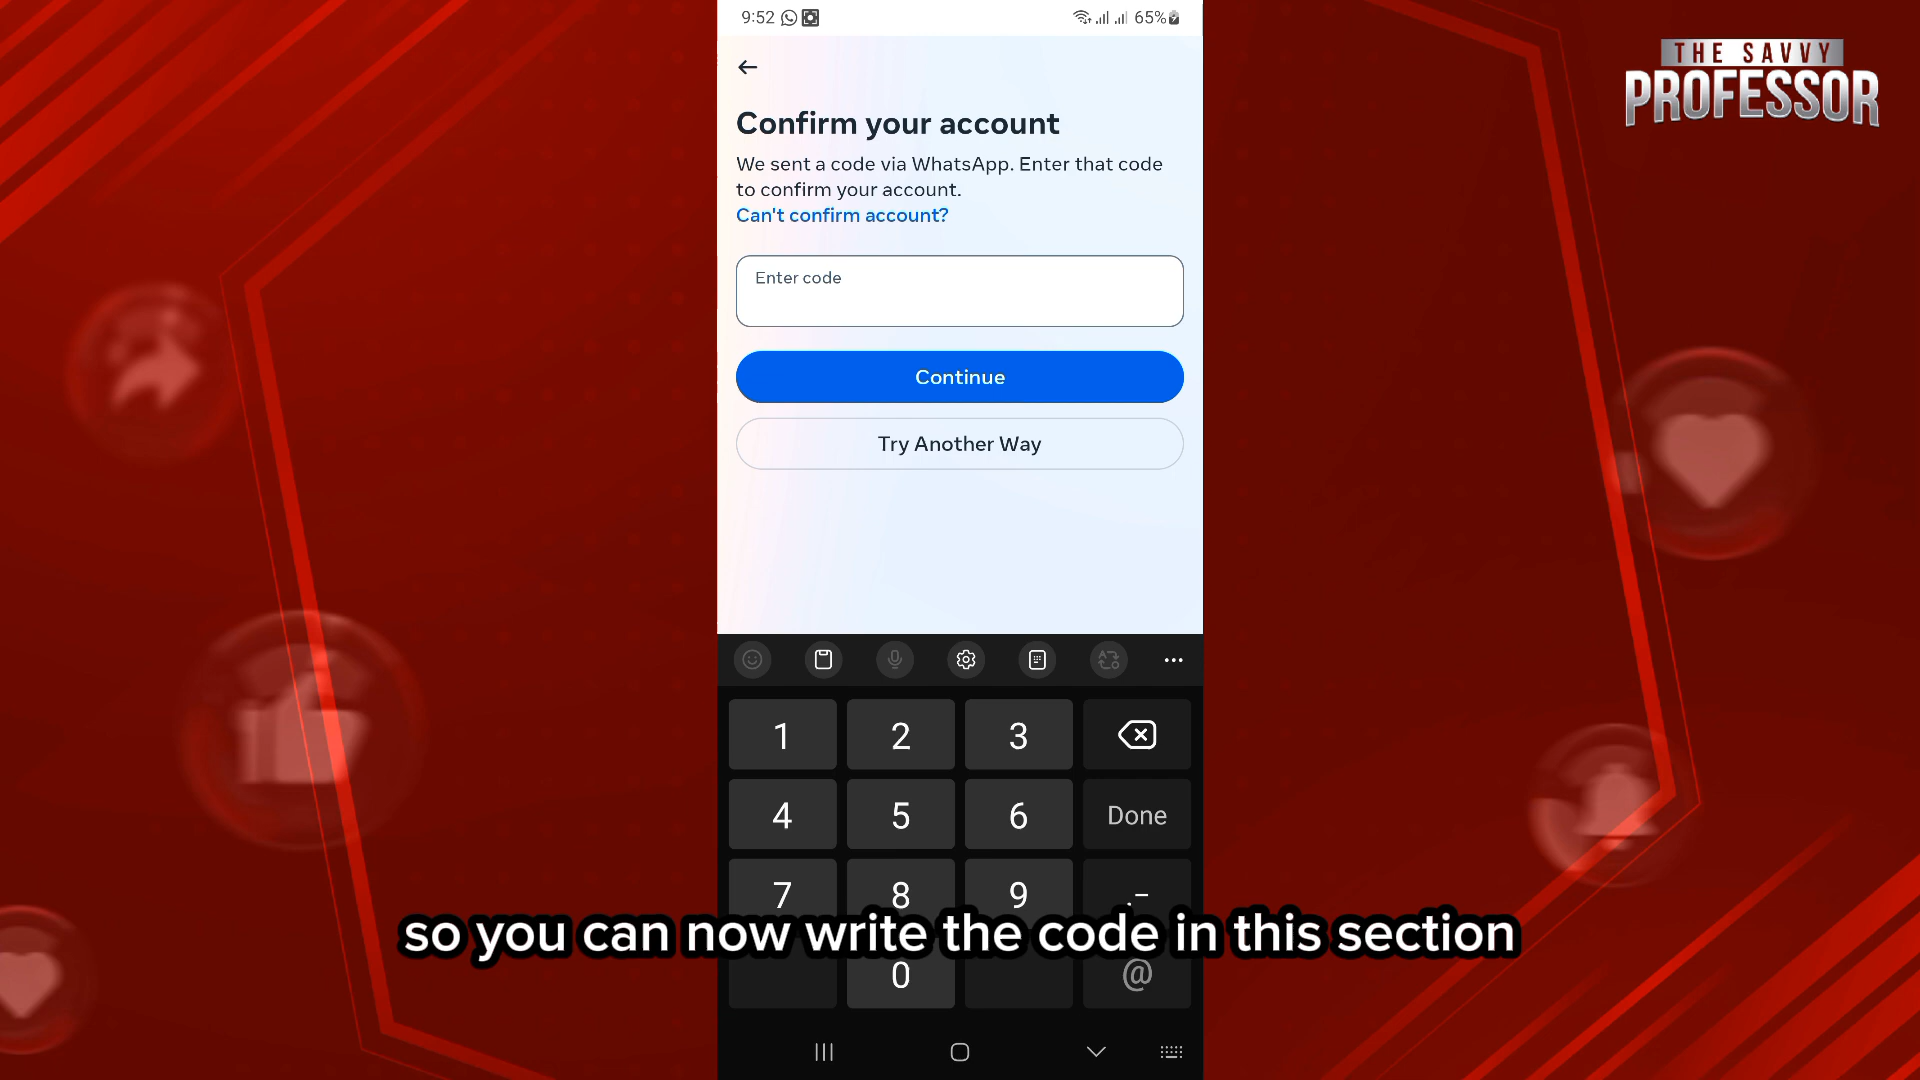 9:52
65%
THE SAVVY
PROFESSOR
Confirm your account
We sent a code via WhatsApp. Enter that code
to confirm your account.
Can't confirm account?
Enter code
Continue
Try Another Way
1 2 3
4 5 6 Done
7 8 9 .–
so you can now write the code in this section
0 @